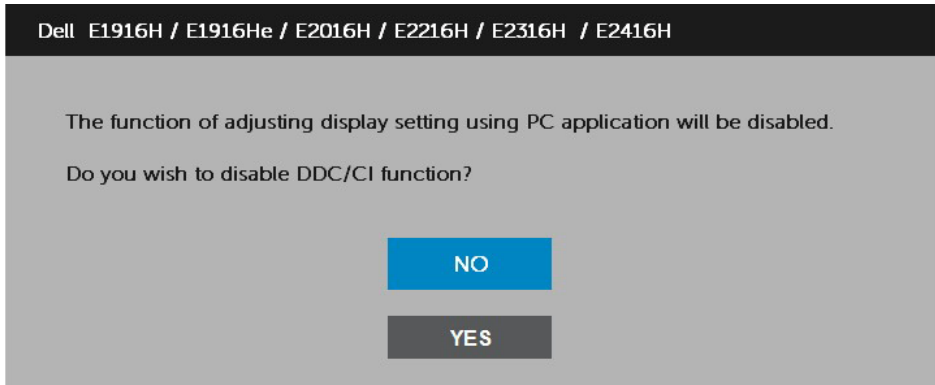 Dell E1916H / E1916He / E2016H / E2216H / E2316H / E2416H
The function of adjusting display setting using PC application will be disabled.
Do you wish to disable DDC/CI function?
NO
YES